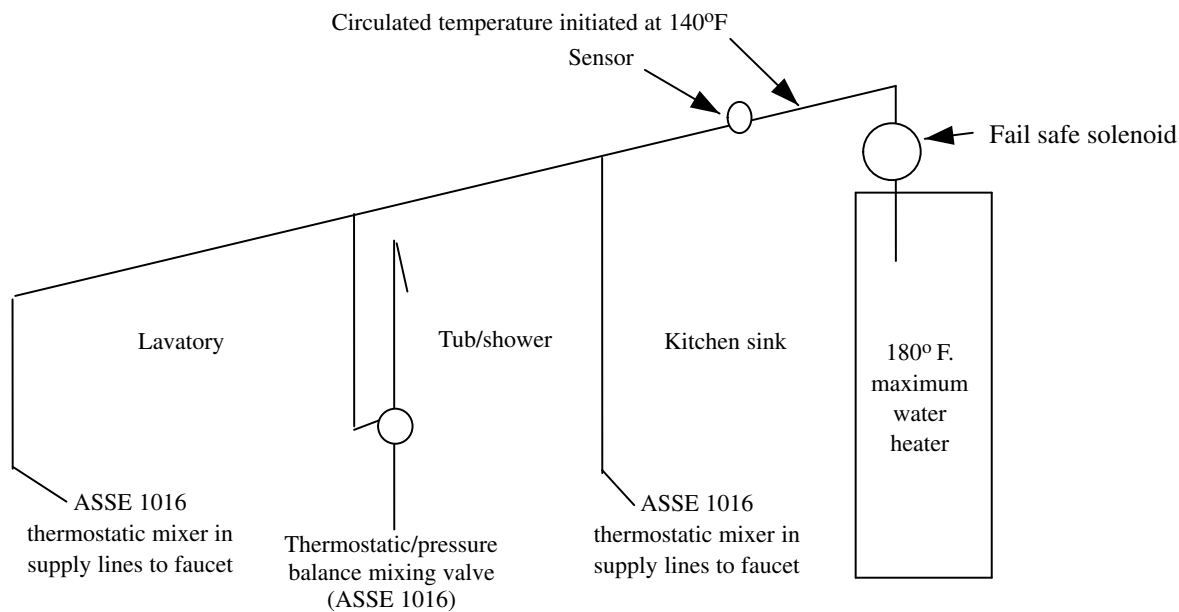 Circulated temperature initiated at 140ºF
Sensor
Fail safe solenoid
Lavatory
Tub/shower
Kitchen sink
180º F.
maximum
water
heater
ASSE 1016
thermostatic mixer in
supply lines to faucet
Thermostatic/pressure
balance mixing valve
(ASSE 1016)
ASSE 1016
thermostatic mixer in
supply lines to faucet